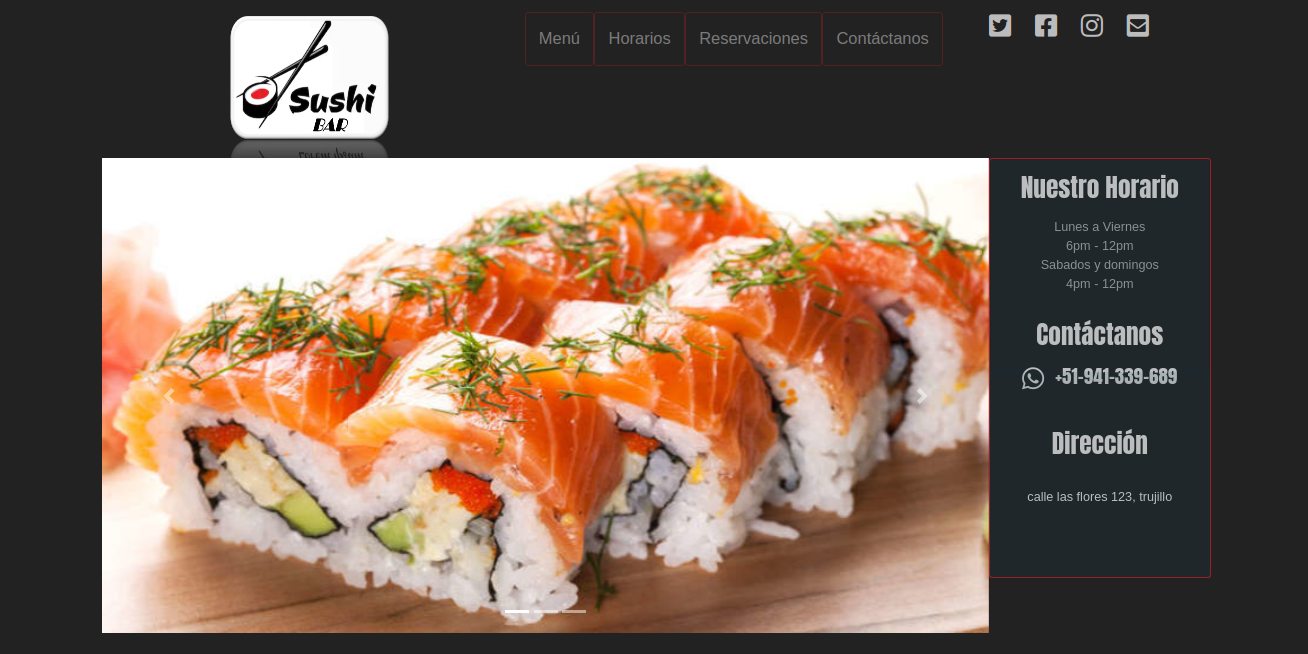 Sushi
BAR
Menú
Horarios
Reservaciones
Contáctanos
Nuestro Horario
Lunes a Viernes
6pm - 12pm
Sabados y domingos
4pm - 12pm
Contáctanos
+51-941-339-689
Dirección
calle las flores 123, trujillo